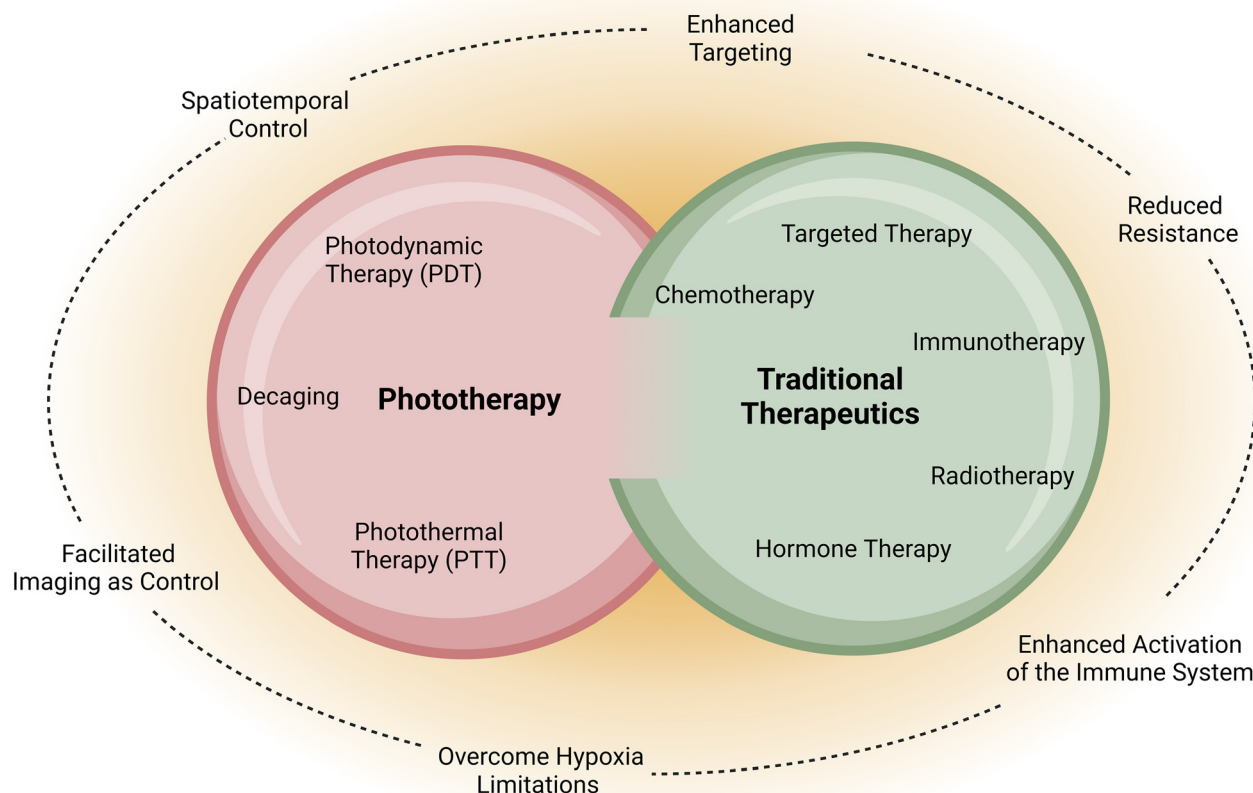 Enhanced
Targeting
Spatiotemporal
Control
Reduced
Resistance
Photodynamic
Therapy (PDT)
Decaging
Phototherapy
Photothermal
Therapy (PTT)
Targeted Therapy
Chemotherapy
Immunotherapy
Traditional
Therapeutics
Radiotherapy
Hormone Therapy
Facilitated
Imaging as Control
Enhanced Activation
of the Immune System
Overcome Hypoxia
Limitations